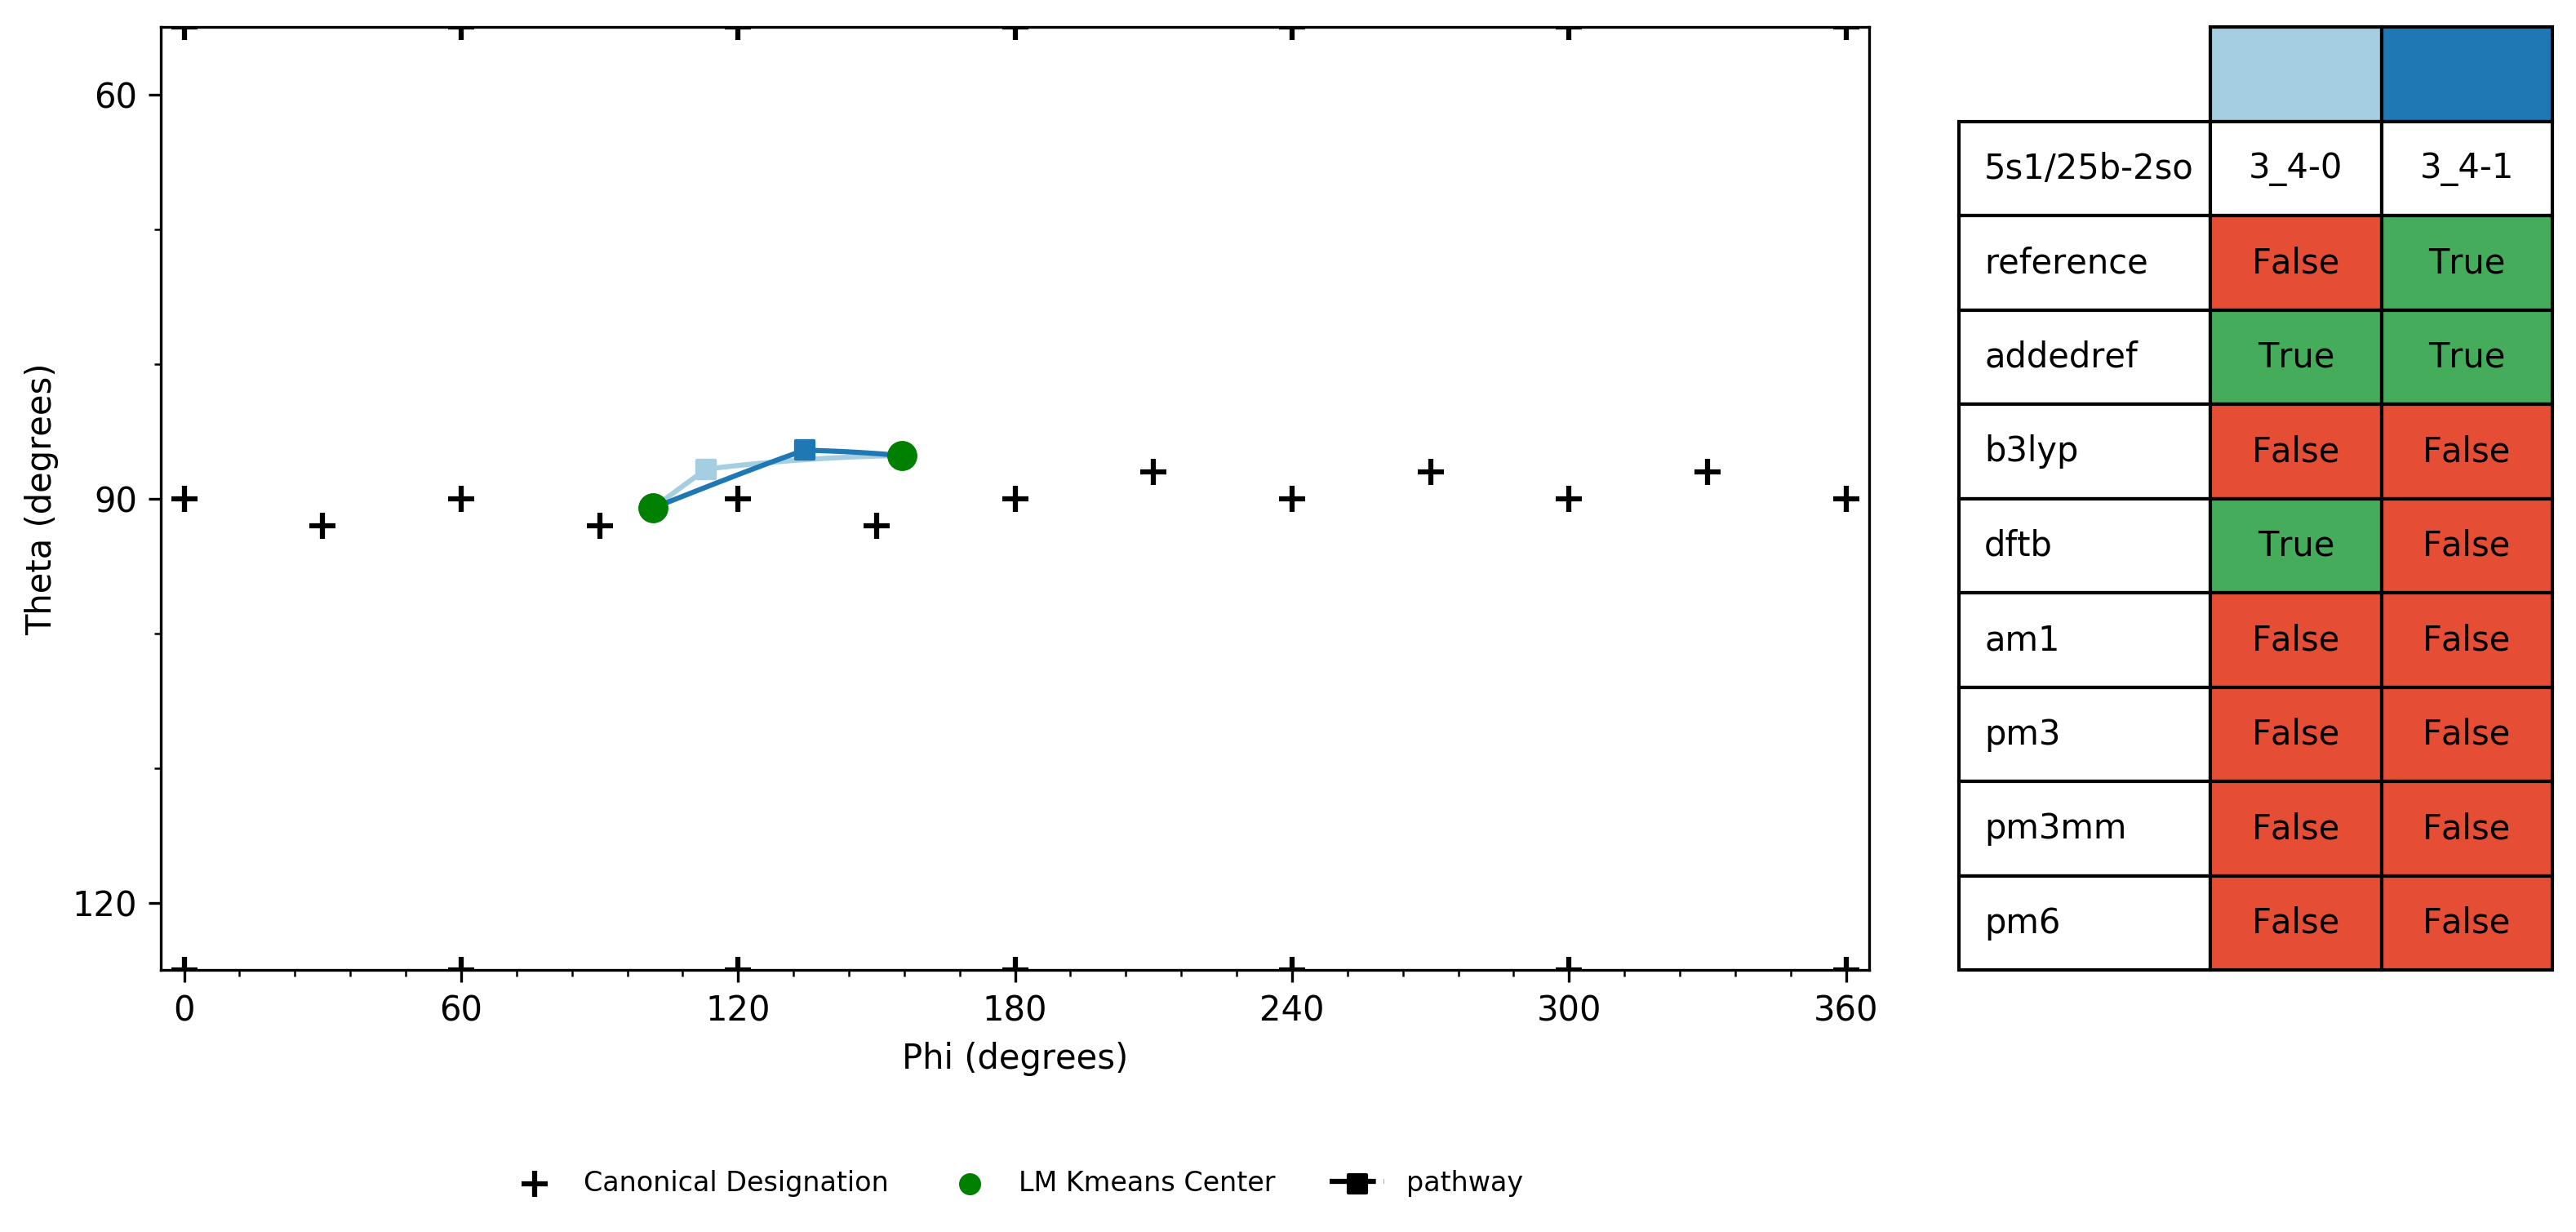 60
90
120
Theta (degrees)
0 60 120 180 240 300 360
Phi (degrees)
Canonical Designation LM Kmeans Center pathway
5s1/25b-2so 3_4-0 3_4-1
reference False True
addedref True True
b3lyp False False
dftb True False
am1 False False
pm3 False False
pm3mm False False
pm6 False False